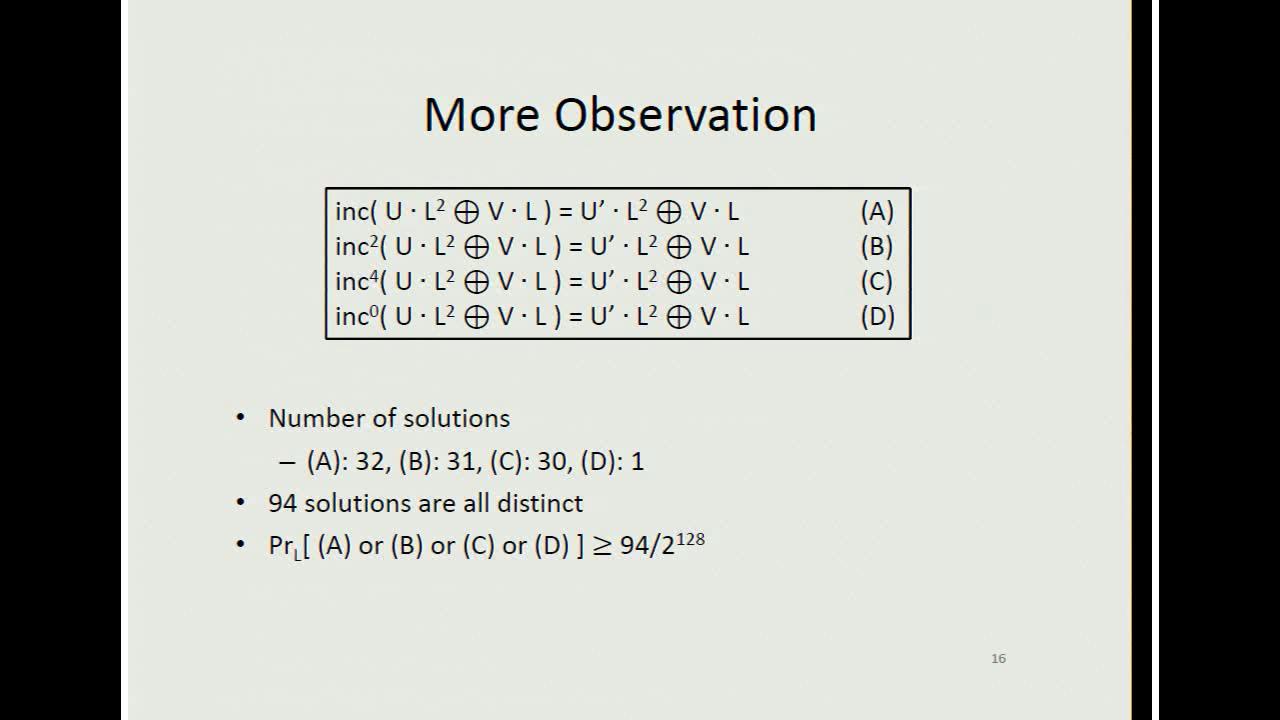 More Observation
inc( U · L² ⊕ V · L ) = U’ · L² ⊕ V · L (A)
inc²( U · L² ⊕ V · L ) = U’ · L² ⊕ V · L (B)
inc⁴( U · L² ⊕ V · L ) = U’ · L² ⊕ V · L (C)
inc⁰( U · L² ⊕ V · L ) = U’ · L² ⊕ V · L (D)
• Number of solutions
– (A): 32, (B): 31, (C): 30, (D): 1
• 94 solutions are all distinct
• Pr_L[ (A) or (B) or (C) or (D) ] ≥ 94/2¹²⁸
16